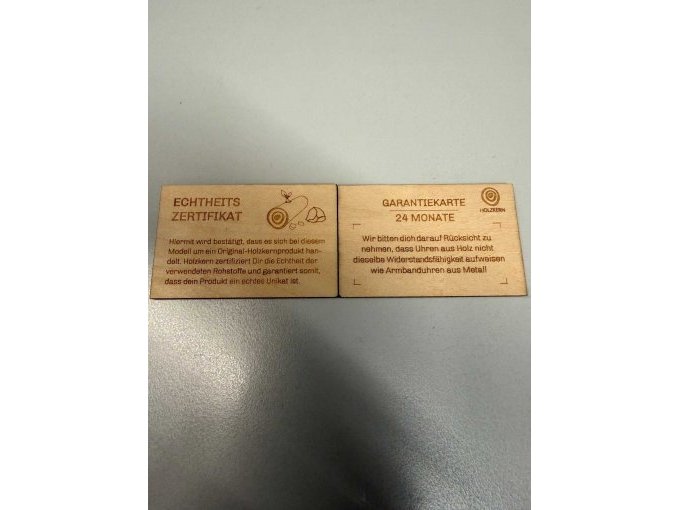 ECHTHEITS
ZERTIFIKAT
Hiermit wird bestätigt, dass es sich bei diesem
Modell um ein Original-Holzkernprodukt han-
delt. Holzkern zertifiziert Dir die Echtheit der
verwendeten Rohstoffe und garantiert somit,
dass dein Produkt ein echtes Unikat ist.
GARANTIEKARTE
24 MONATE
HOLZKERN
Wir bitten dich darauf Rücksicht zu
nehmen, dass Uhren aus Holz nicht
dieselbe Widerstandsfähigkeit aufweisen
wie Armbanduhren aus Metall